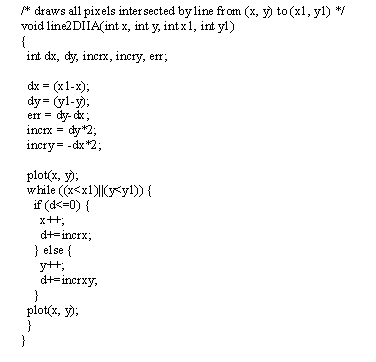 /* draws all pixels intersected by line from (x, y) to (x1, y1) */
void line2DIIA(int x, int y, int x1, int y1)
{
int dx, dy, incrx, incry, err;
dx = (x1-x);
dy = (y1-y);
err = dy-dx;
incrx = dy*2;
incry = -dx*2;
plot(x, y);
while ((x<x1)||(y<y1)) {
if (d<=0) {
x++;
d+=incrx;
} else {
y++;
d+=incrxy;
}
plot(x, y);
}
}